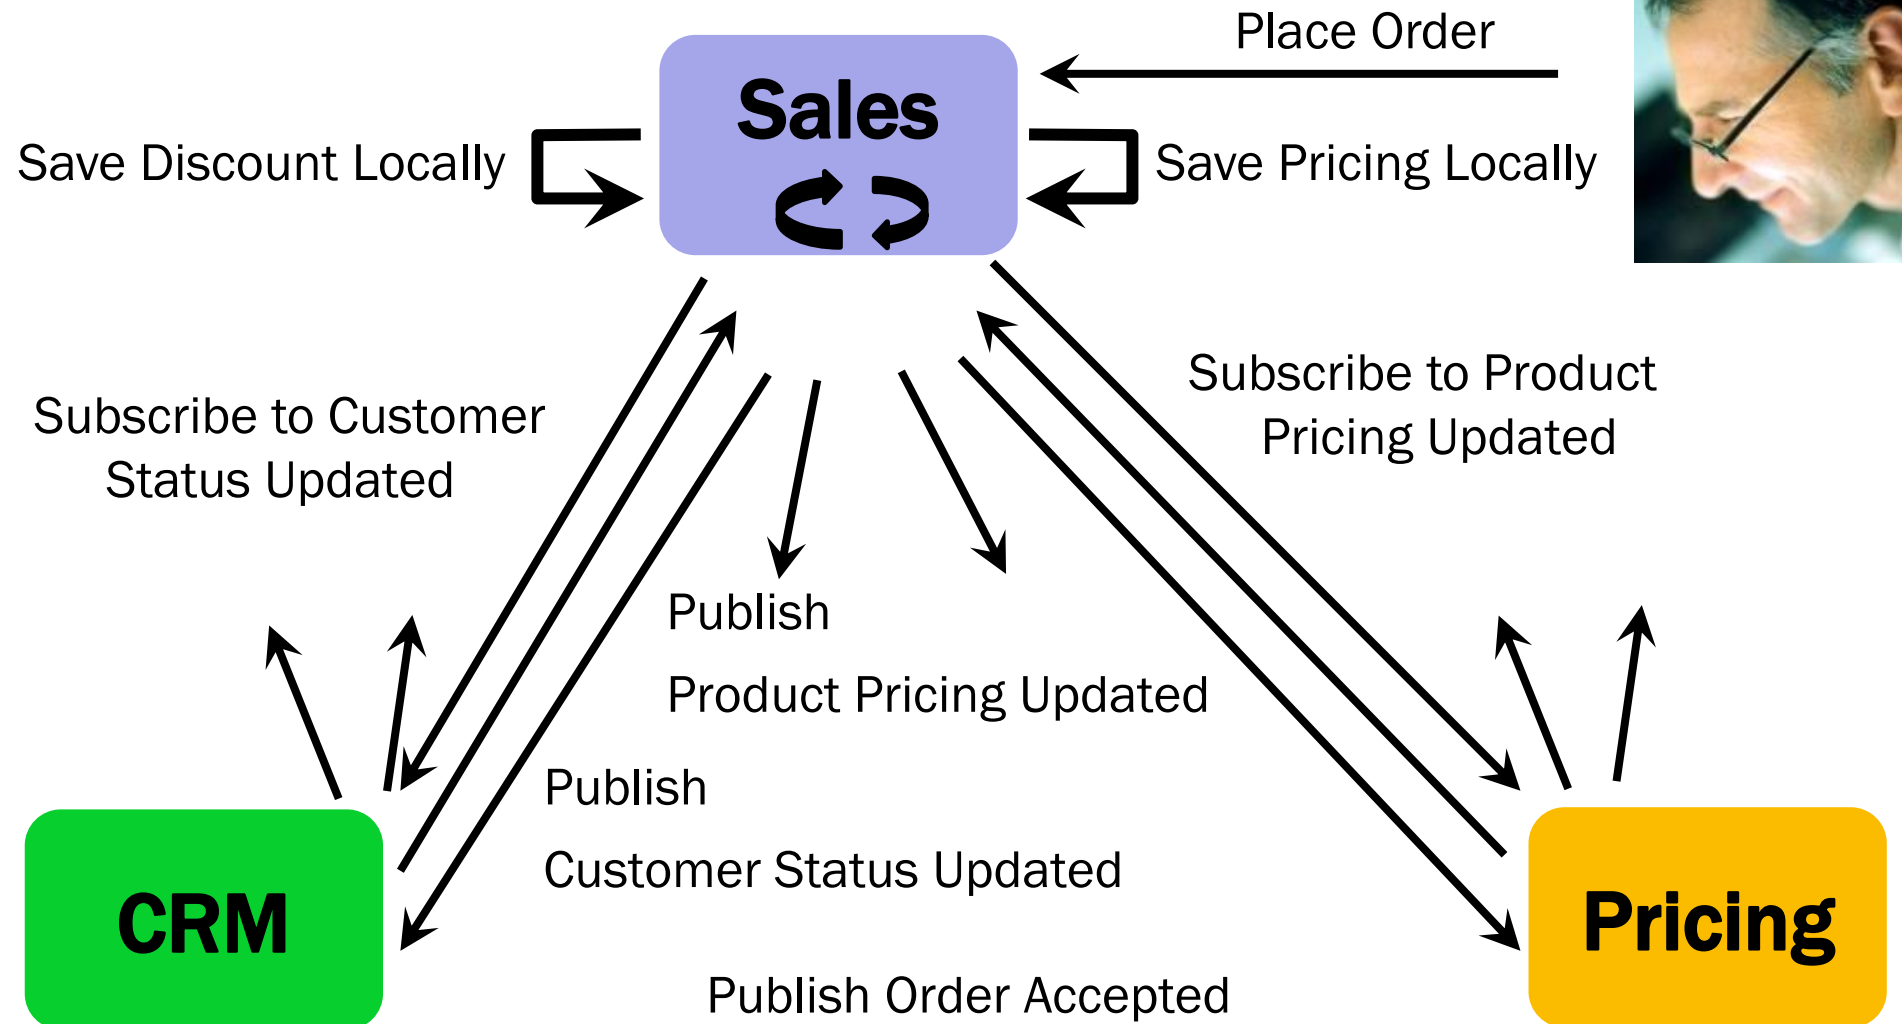 Place Order
Sales
Save Discount Locally
Save Pricing Locally
Subscribe to Customer
Status Updated
Subscribe to Product
Pricing Updated
Publish
Product Pricing Updated
Publish
Customer Status Updated
CRM
Pricing
Publish Order Accepted